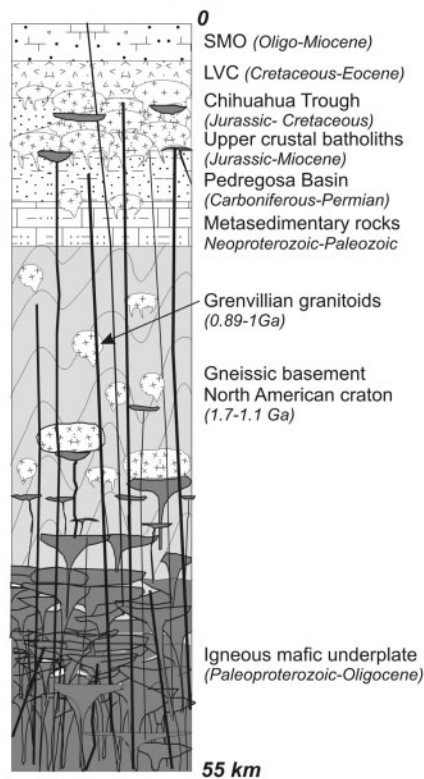 0
SMO (Oligo-Miocene)
LVC (Cretaceous-Eocene)
Chihuahua Trough
(Jurassic- Cretaceous)
Upper crustal batholiths
(Jurassic-Miocene)
Pedregosa Basin
(Carboniferous-Permian)
Metasedimentary rocks
Neoproterozoic-Paleozoic
Grenvillian granitoids
(0.89-1Ga)
Gneissic basement
North American craton
(1.7-1.1 Ga)
Igneous mafic underplate
(Paleoproterozoic-Oligocene)
55 km